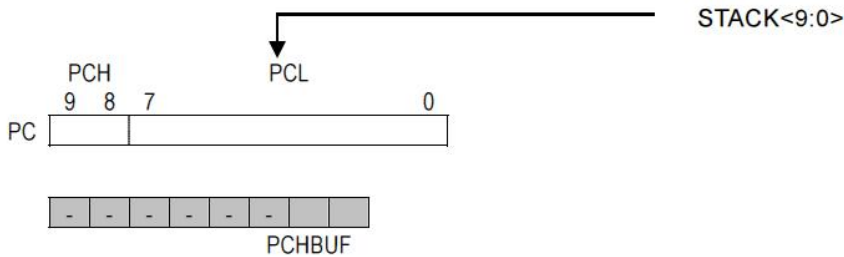 STACK<9:0>
PCH PCL
9 8 7 0
PC
- - - - - -
PCHBUF